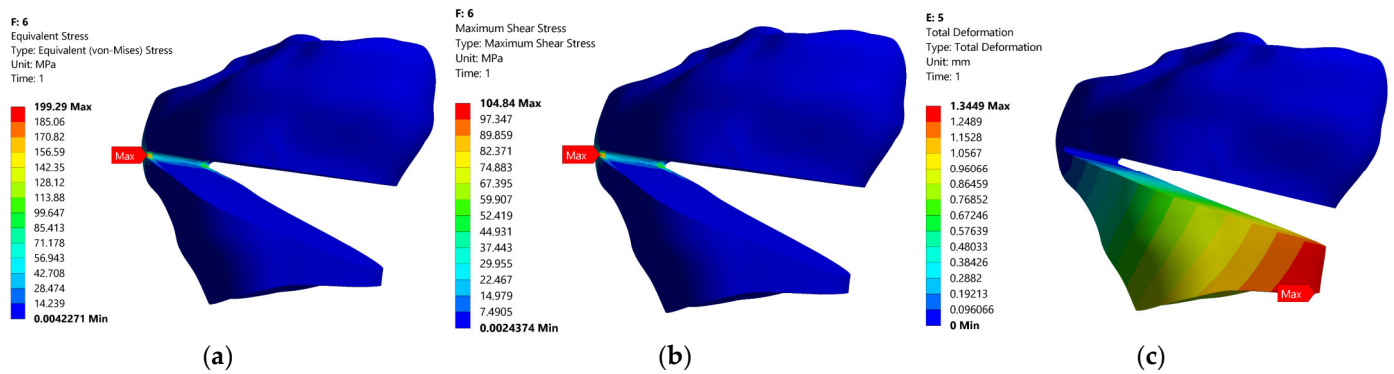 F: 6
Equivalent Stress
Type: Equivalent (von-Mises) Stress
Unit: MPa
Time: 1
199.29 Max
185.06
170.82
156.59
142.35
128.12
113.88
99.647
85.413
71.178
56.943
42.708
28.474
14.239
0.0042271 Min
Max
(a)
F: 6
Maximum Shear Stress
Type: Maximum Shear Stress
Unit: MPa
Time: 1
104.84 Max
97.347
89.859
82.371
74.883
67.395
59.907
52.419
44.931
37.443
29.955
22.467
14.979
7.4905
0.0024374 Min
Max
(b)
E: 5
Total Deformation
Type: Total Deformation
Unit: mm
Time: 1
1.3449 Max
1.2489
1.1528
1.0567
0.96066
0.86459
0.76852
0.67246
0.57639
0.48033
0.38426
0.2882
0.19213
0.096066
0 Min
Max
(c)